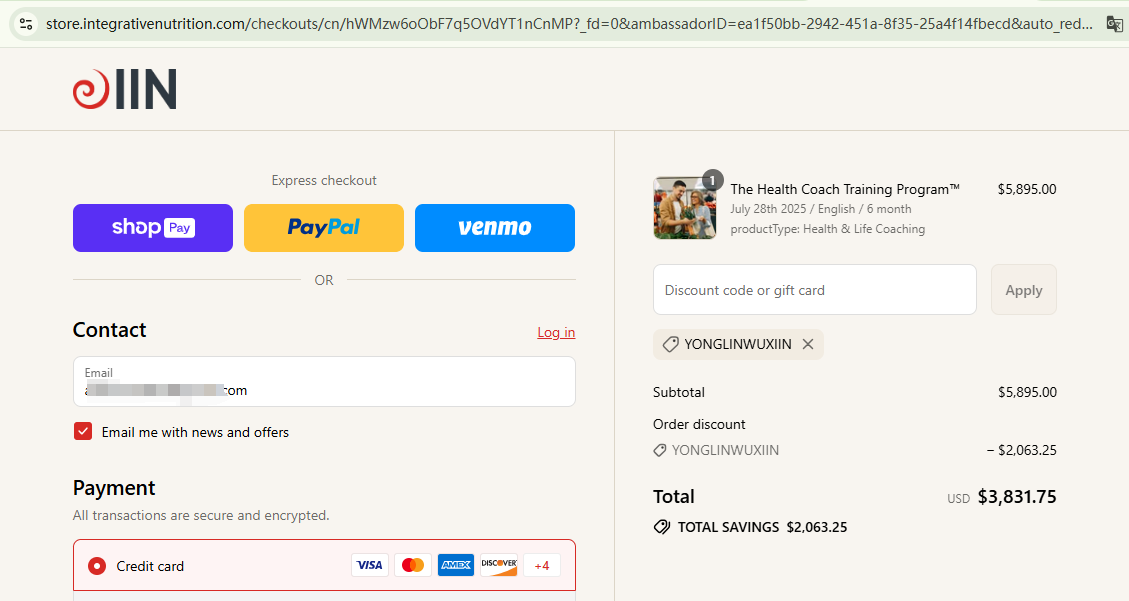 store.integrativenutrition.com/checkouts/cn/hWMzw6oObF7q5OVdYT1nCnMP?_fd=0&ambassadorID=ea1f50bb-2942-451a-8f35-25a4f14fbecd&auto_red...
IIN
Express checkout
shop Pay
PayPal
venmo
OR
Contact
Log in
Email
com
Email me with news and offers
Payment
All transactions are secure and encrypted.
Credit card
VISA
AMEX
DISCOVER
+4
1
The Health Coach Training Program™ $5,895.00
July 28th 2025 / English / 6 month
productType: Health & Life Coaching
Discount code or gift card
Apply
YONGLINWUXIIN
Subtotal $5,895.00
Order discount
YONGLINWUXIIN − $2,063.25
Total USD $3,831.75
TOTAL SAVINGS $2,063.25